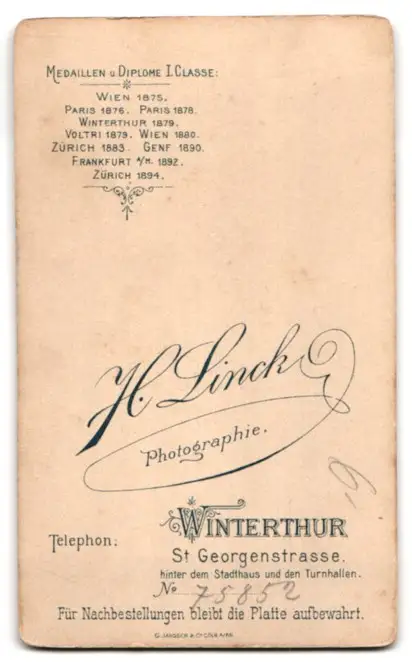 MEDAILLEN U. DIPLOME I. CLASSE:
WIEN 1875.
PARIS 1876. PARIS 1878.
WINTERTHUR 1879.
VOLTRI 1879. WIEN 1880.
ZÜRICH 1883. GENF 1890.
FRANKFURT A/M. 1892.
ZÜRICH 1894.
H. Linck
Photographie.
9
WINTERTHUR
Telephon:
St Georgenstrasse.
hinter dem Stadthaus und den Turnhallen.
No 75852
Für Nachbestellungen bleibt die Platte aufbewahrt.